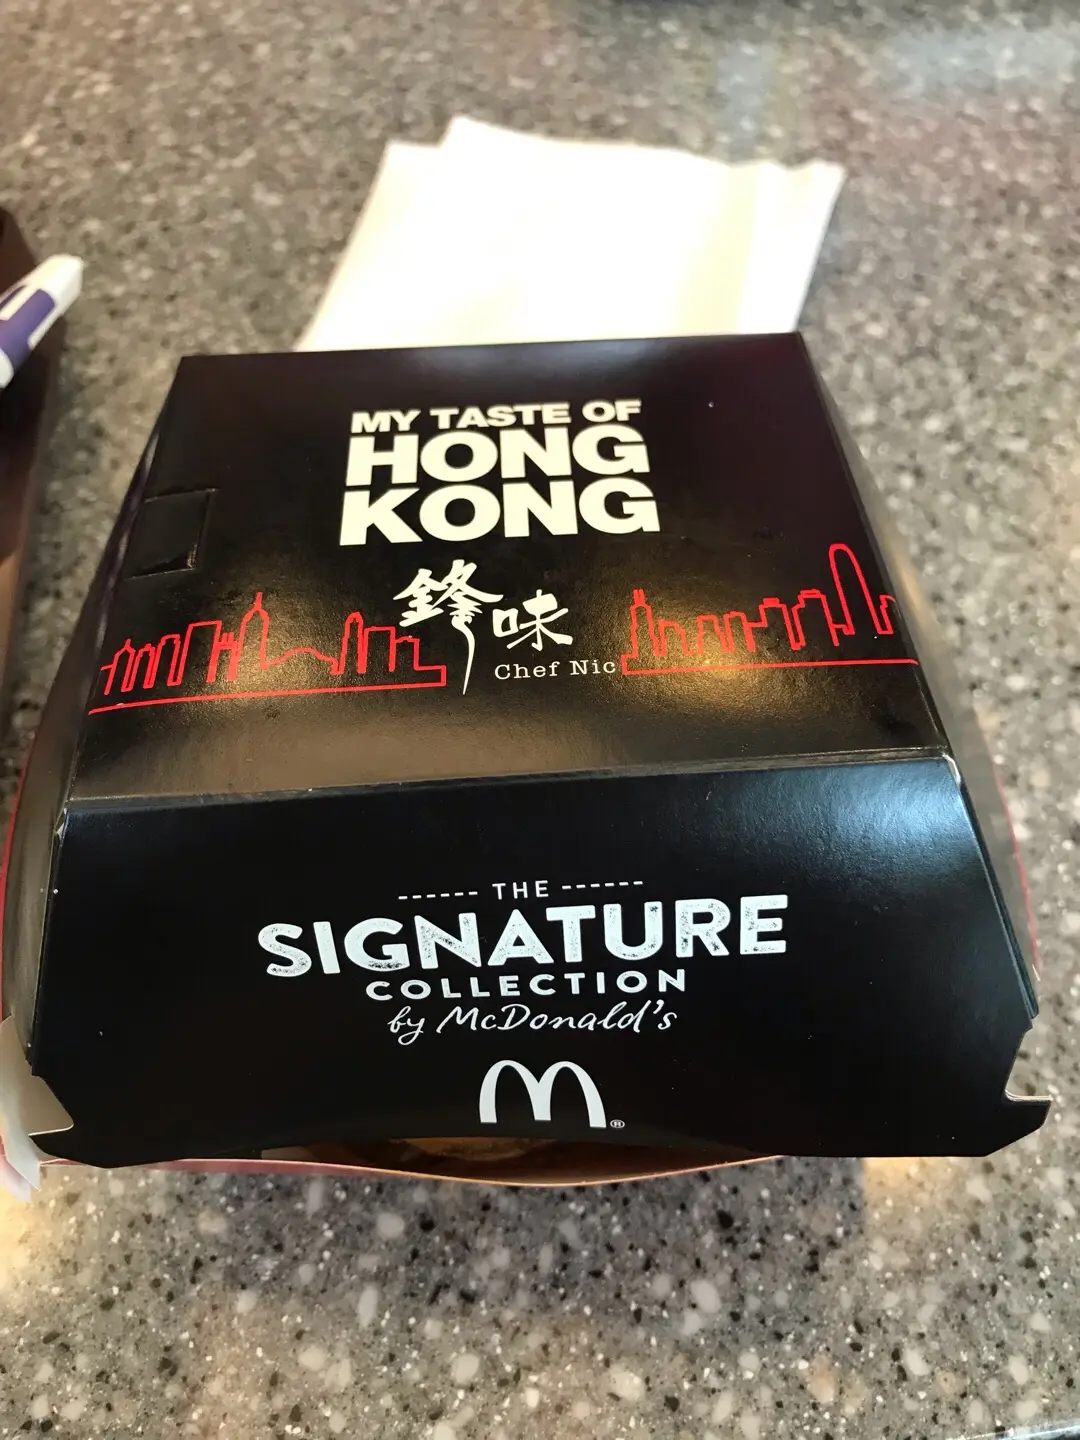 MY TASTE OF
HONG
KONG
鋒味
Chef Nic
THE
SIGNATURE
COLLECTION
by McDonald's
®